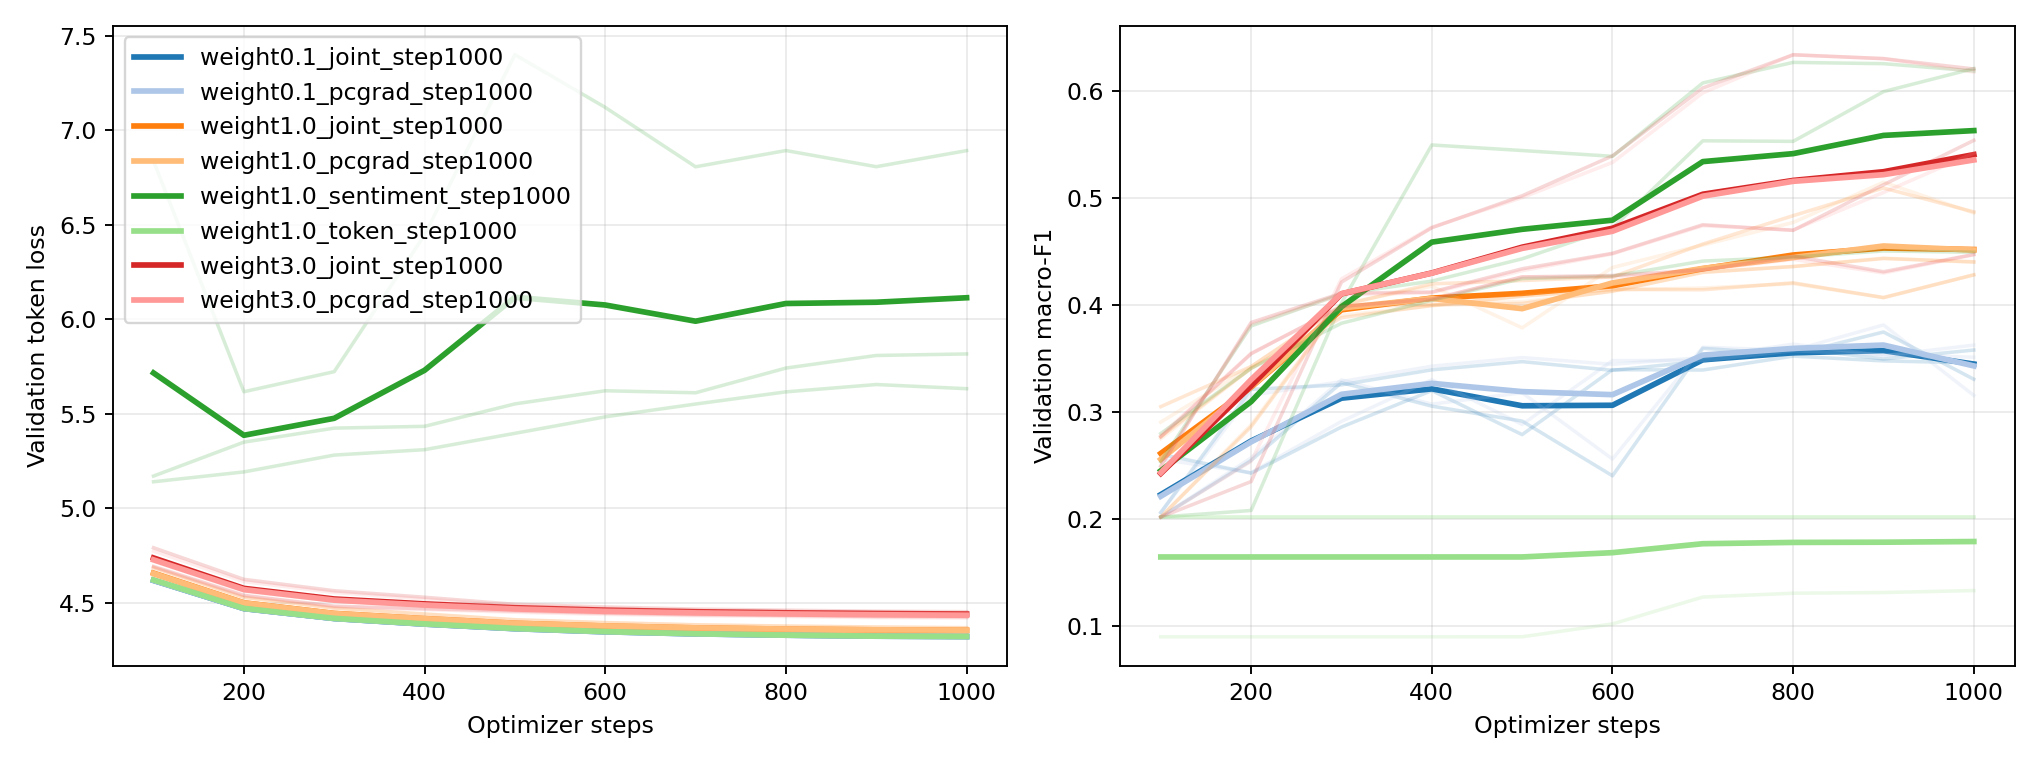 7.5
7.0
6.5
6.0
5.5
5.0
4.5
Validation token loss
weight0.1_joint_step1000
weight0.1_pcgrad_step1000
weight1.0_joint_step1000
weight1.0_pcgrad_step1000
weight1.0_sentiment_step1000
weight1.0_token_step1000
weight3.0_joint_step1000
weight3.0_pcgrad_step1000
200 400 600 800 1000
Optimizer steps
0.6
0.5
0.4
0.3
0.2
0.1
Validation macro-F1
200 400 600 800 1000
Optimizer steps